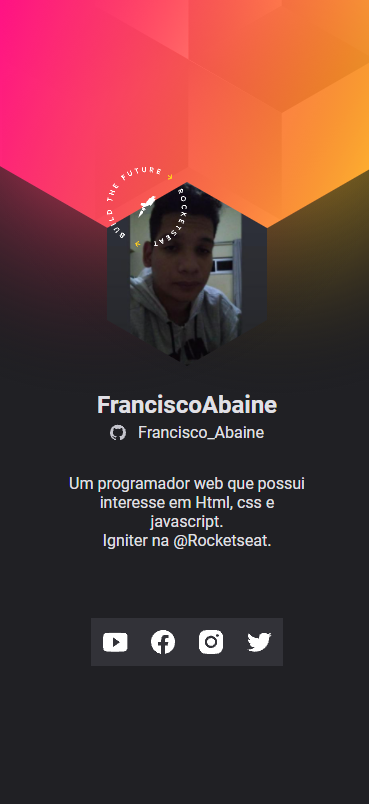 BUILD THE FUTURE
ROCKETSEAT
FranciscoAbaine
Francisco_Abaine
Um programador web que possui
interesse em Html, css e
javascript.
Igniter na @Rocketseat.